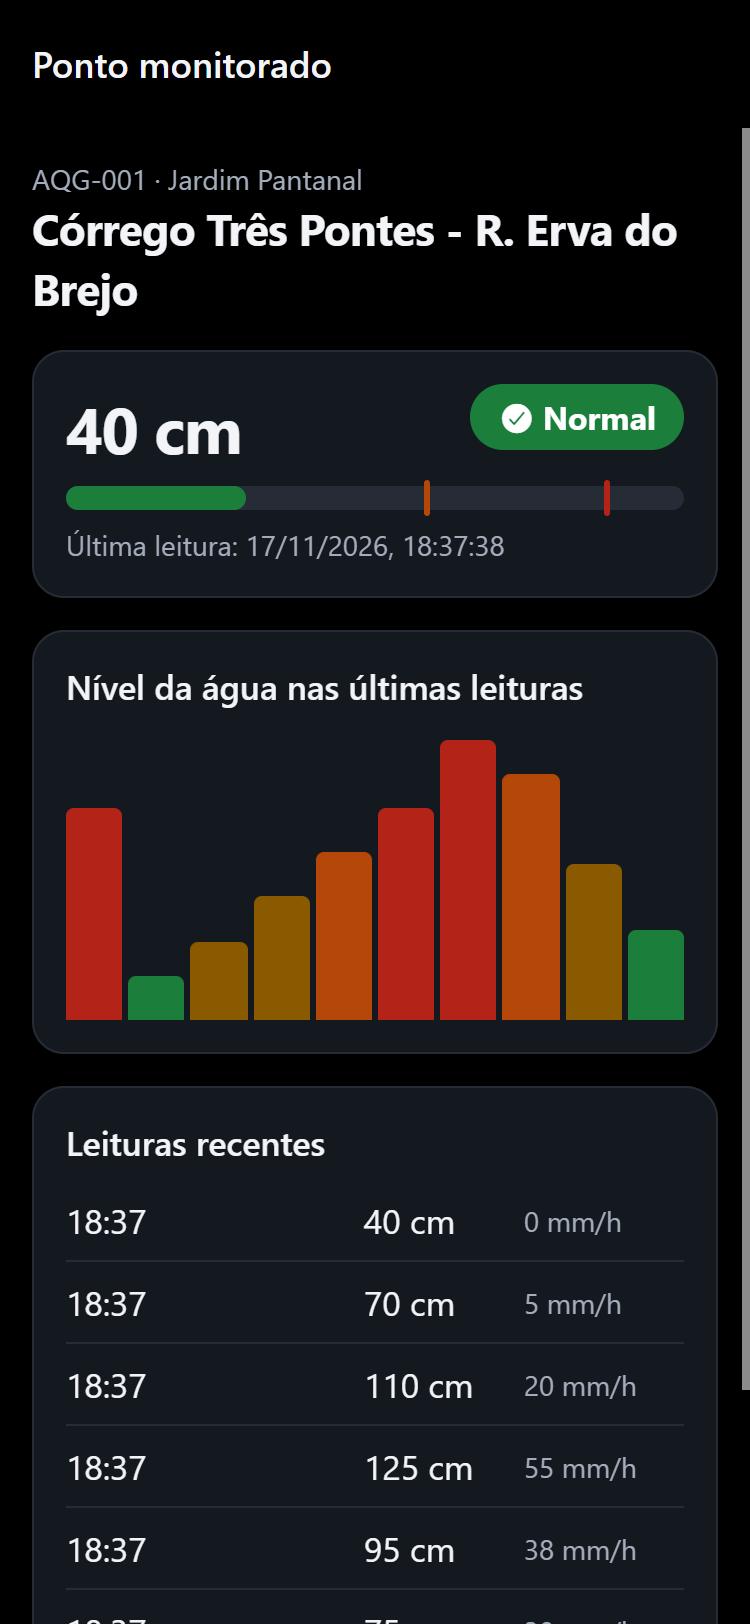 Ponto monitorado
AQG-001 · Jardim Pantanal
Córrego Três Pontes - R. Erva do
Brejo
40 cm
Normal
Última leitura: 17/11/2026, 18:37:38
Nível da água nas últimas leituras
Leituras recentes
18:37 40 cm 0 mm/h
18:37 70 cm 5 mm/h
18:37 110 cm 20 mm/h
18:37 125 cm 55 mm/h
18:37 95 cm 38 mm/h